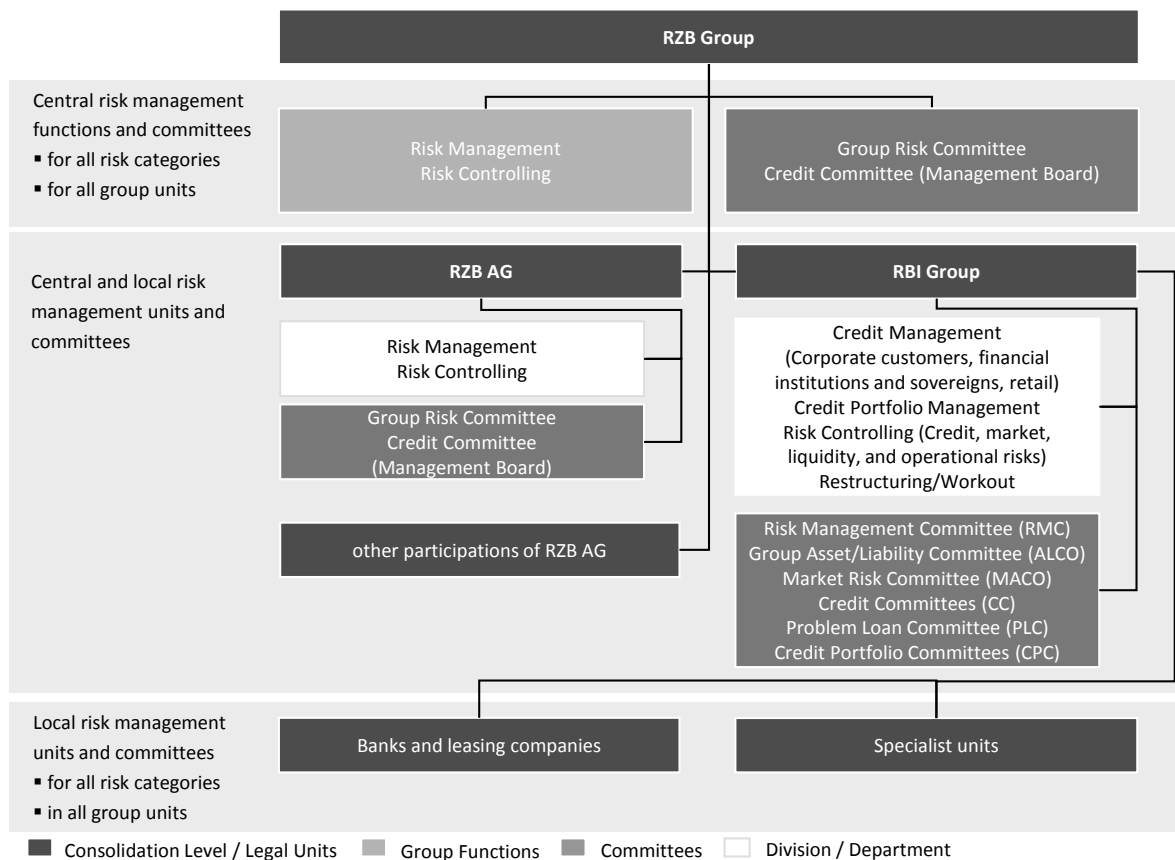 RZB Group
Central risk management
functions and committees
▪ for all risk categories
▪ for all group units
Risk Management
Risk Controlling
Group Risk Committee
Credit Committee (Management Board)
Central and local risk
management units and
committees
RZB AG
Risk Management
Risk Controlling
Group Risk Committee
Credit Committee
(Management Board)
other participations of RZB AG
RBI Group
Credit Management
(Corporate customers, financial
institutions and sovereigns, retail)
Credit Portfolio Management
Risk Controlling (Credit, market,
liquidity, and operational risks)
Restructuring/Workout
Risk Management Committee (RMC)
Group Asset/Liability Committee (ALCO)
Market Risk Committee (MACO)
Credit Committees (CC)
Problem Loan Committee (PLC)
Credit Portfolio Committees (CPC)
Local risk management
units and committees
▪ for all risk categories
▪ in all group units
Banks and leasing companies
Specialist units
Consolidation Level / Legal Units
Group Functions
Committees
Division / Department